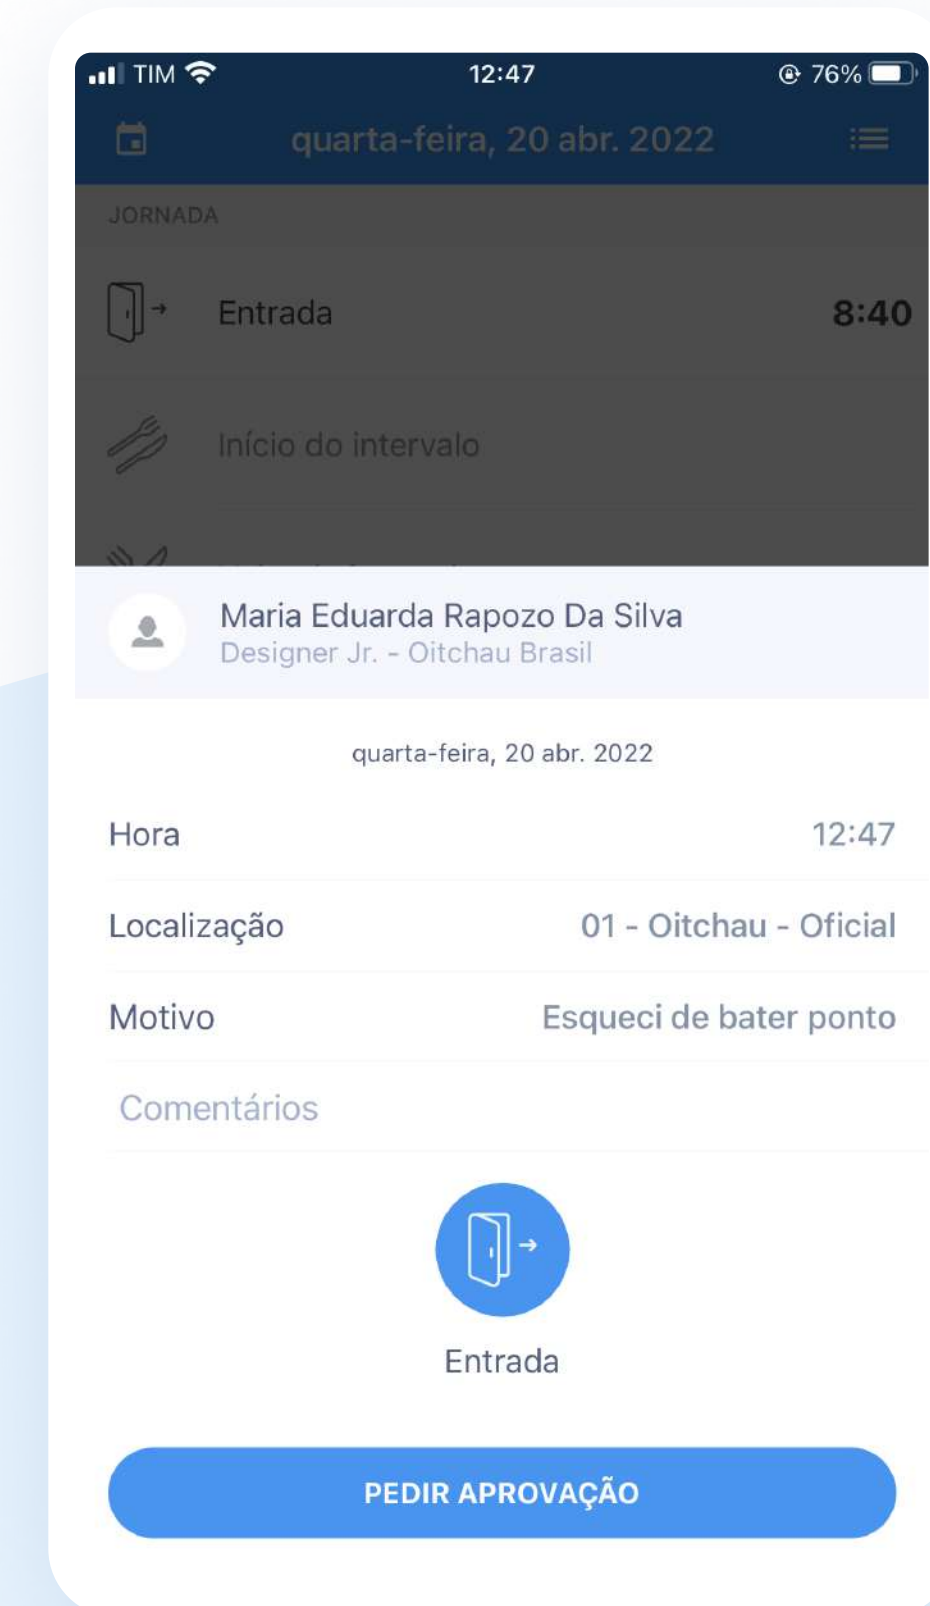 TIM 12:47 76%
quarta-feira, 20 abr. 2022
JORNADA
Entrada 8:40
Início do intervalo
Maria Eduarda Rapozo Da Silva
Designer Jr. - Oitchau Brasil
quarta-feira, 20 abr. 2022
Hora 12:47
Localização 01 - Oitchau - Oficial
Motivo Esqueci de bater ponto
Comentários
Entrada
PEDIR APROVAÇÃO